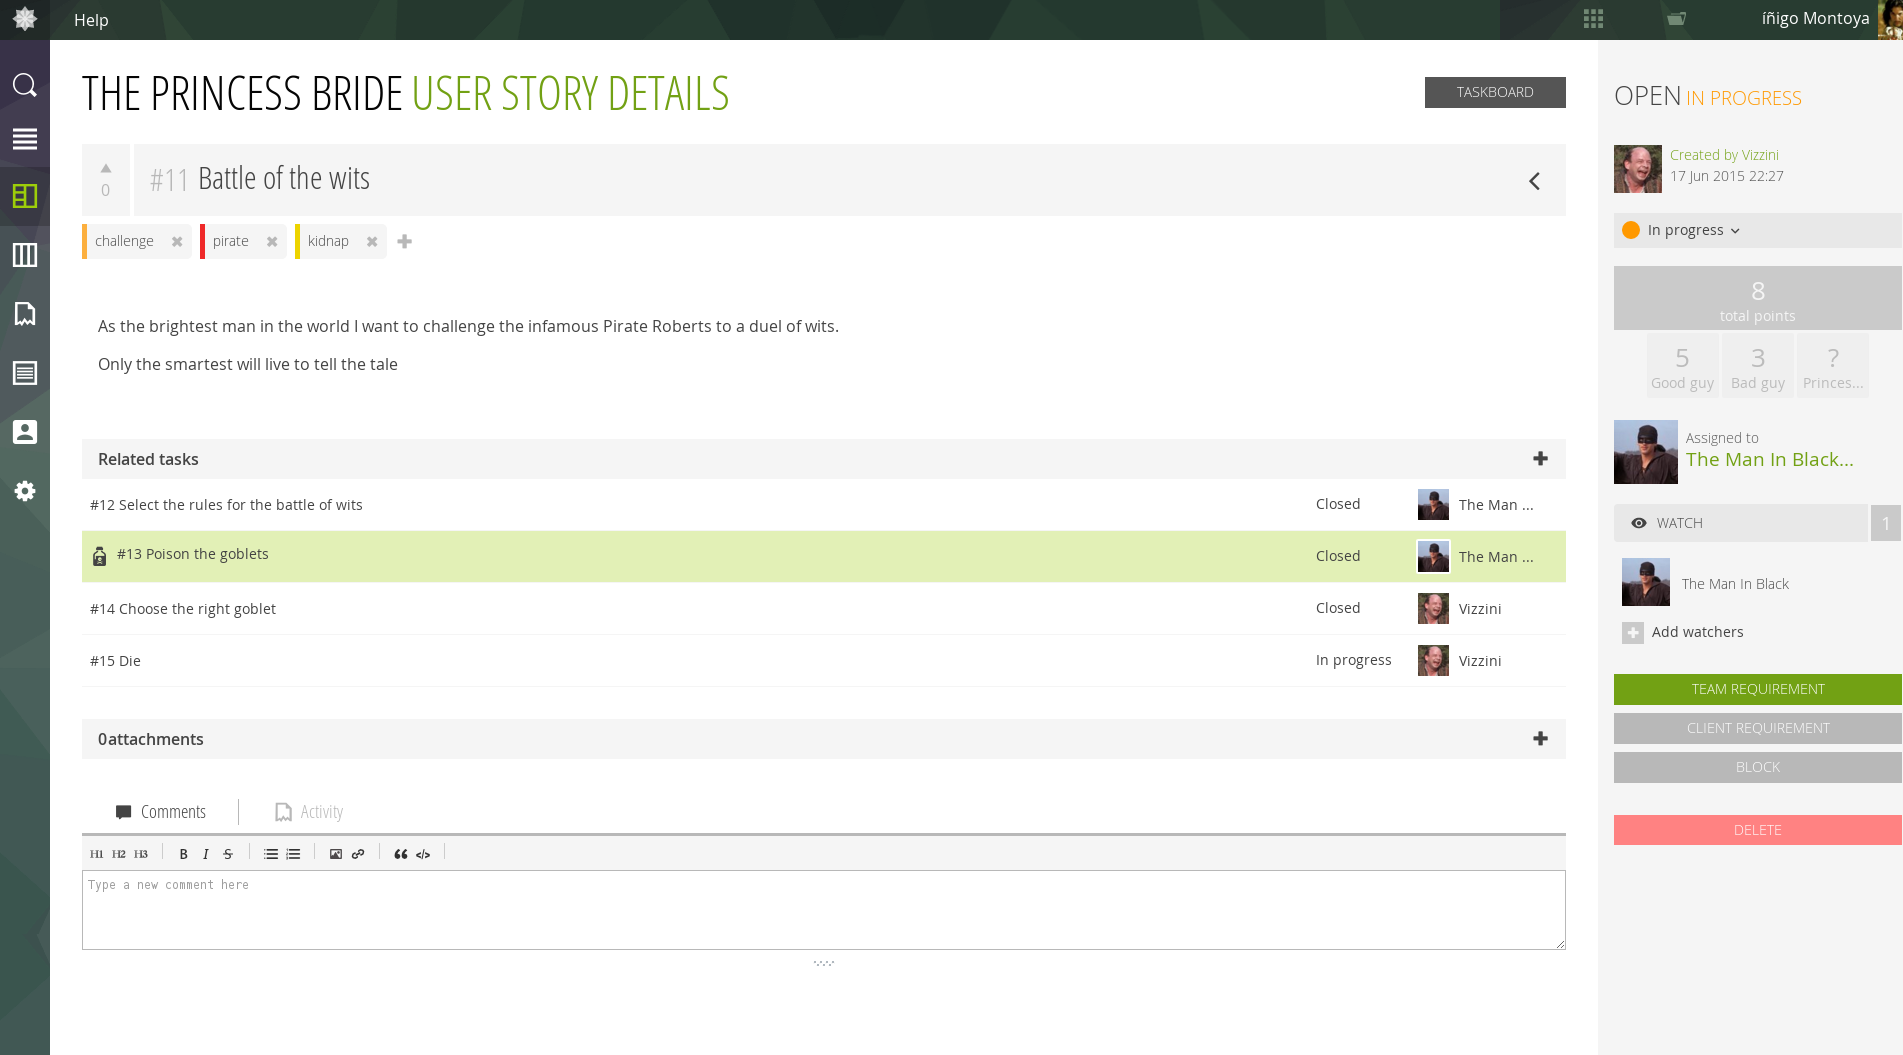 Help
íñigo Montoya
THE PRINCESS BRIDE USER STORY DETAILS
TASKBOARD
0
#11 Battle of the wits
challenge
pirate
kidnap
As the brightest man in the world I want to challenge the infamous Pirate Roberts to a duel of wits.
Only the smartest will live to tell the tale
Related tasks
#12 Select the rules for the battle of wits Closed The Man ...
#13 Poison the goblets Closed The Man ...
#14 Choose the right goblet Closed Vizzini
#15 Die In progress Vizzini
0attachments
Comments
Activity
H1 H2 H3 B I S
Type a new comment here
OPEN IN PROGRESS
Created by Vizzini
17 Jun 2015 22:27
In progress
8
total points
5
Good guy
3
Bad guy
?
Princes...
Assigned to
The Man In Black...
WATCH
1
The Man In Black
Add watchers
TEAM REQUIREMENT
CLIENT REQUIREMENT
BLOCK
DELETE